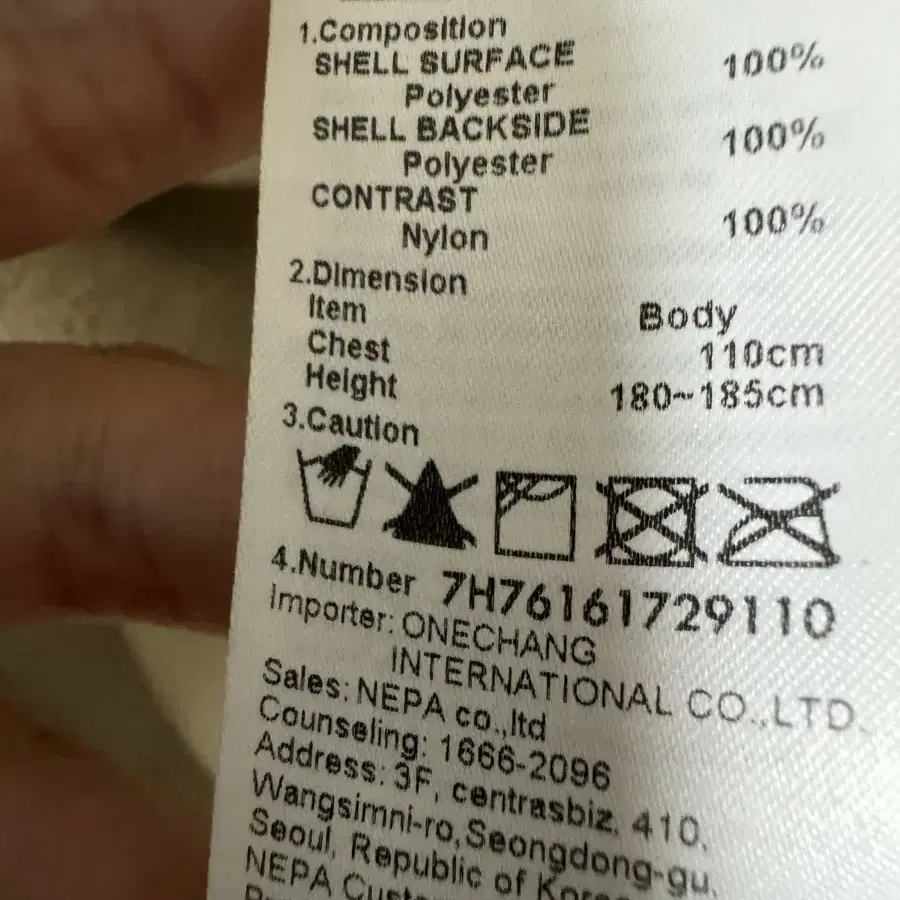 1.Composition
SHELL SURFACE 100%
Polyester
SHELL BACKSIDE 100%
Polyester
CONTRAST 100%
Nylon
2.Dimension
Item Body
Chest 110cm
Height 180~185cm
3.Caution
4.Number 7H76161729110
Importer: ONECHANG
INTERNATIONAL CO.,LTD.
Sales: NEPA co.,ltd
Counseling: 1666-2096
Address: 3F, centrasbiz, 410,
Wangsimni-ro, Seongdong-gu,
Seoul, Republic of
NEPA